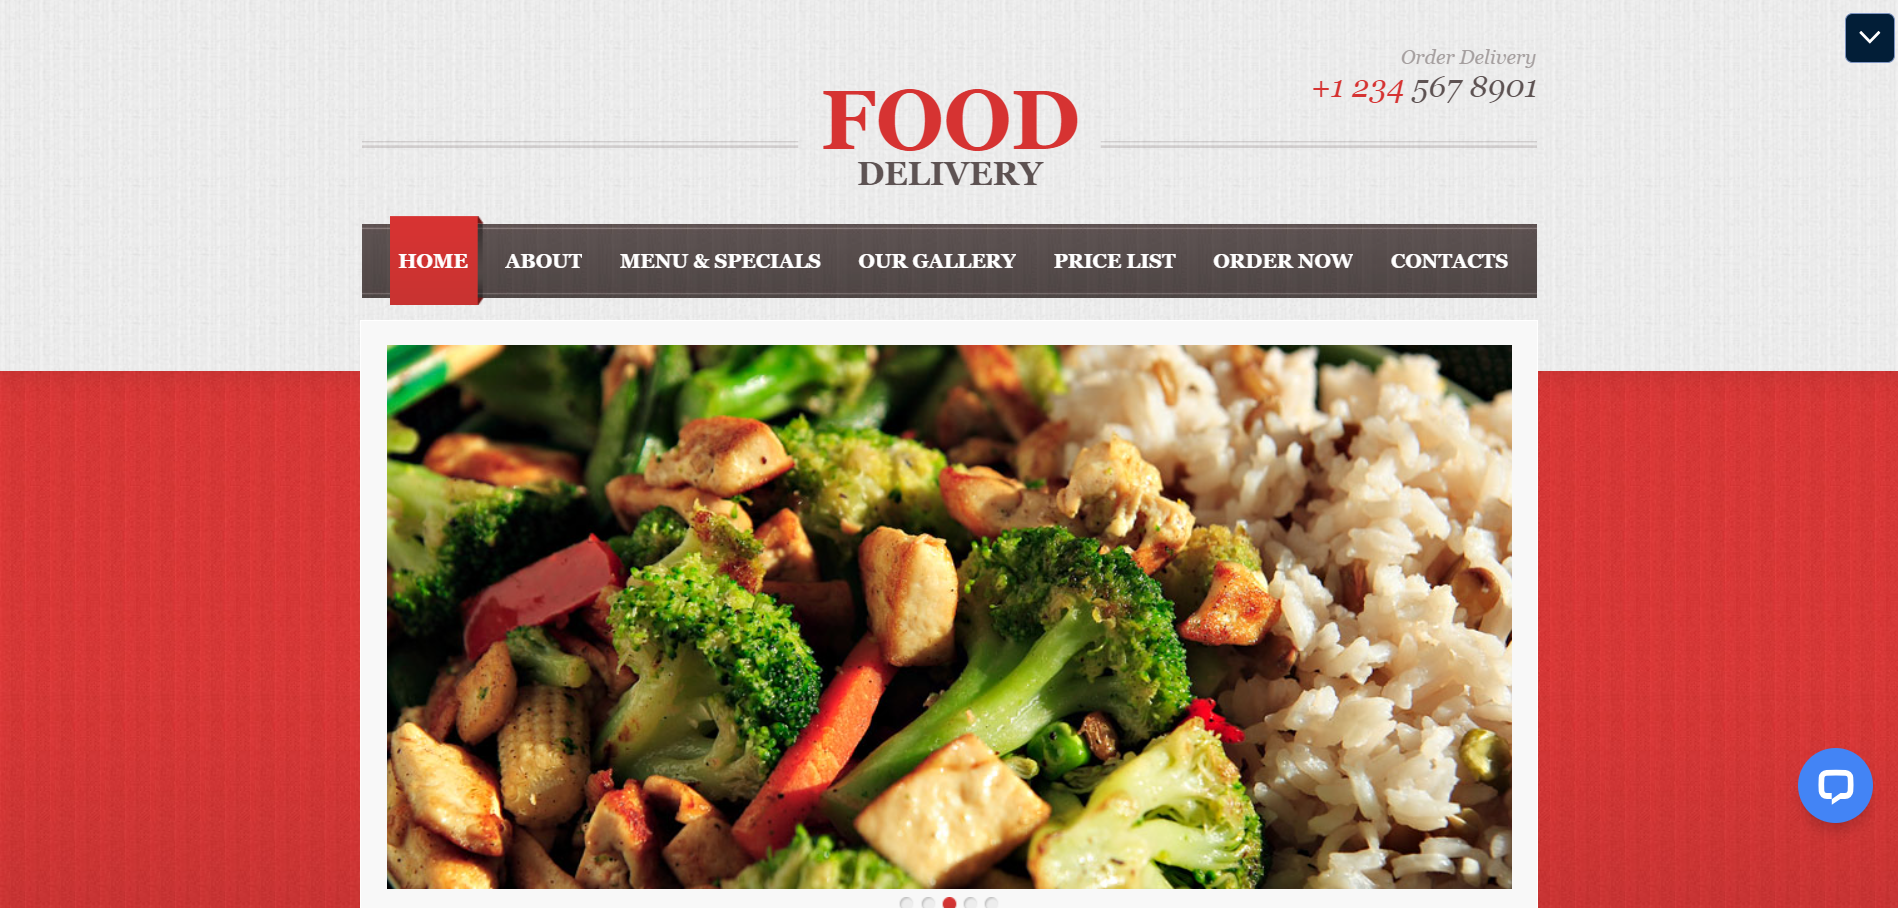 Order Delivery
+1 234 567 8901
FOOD
DELIVERY
HOME ABOUT MENU & SPECIALS OUR GALLERY PRICE LIST ORDER NOW CONTACTS